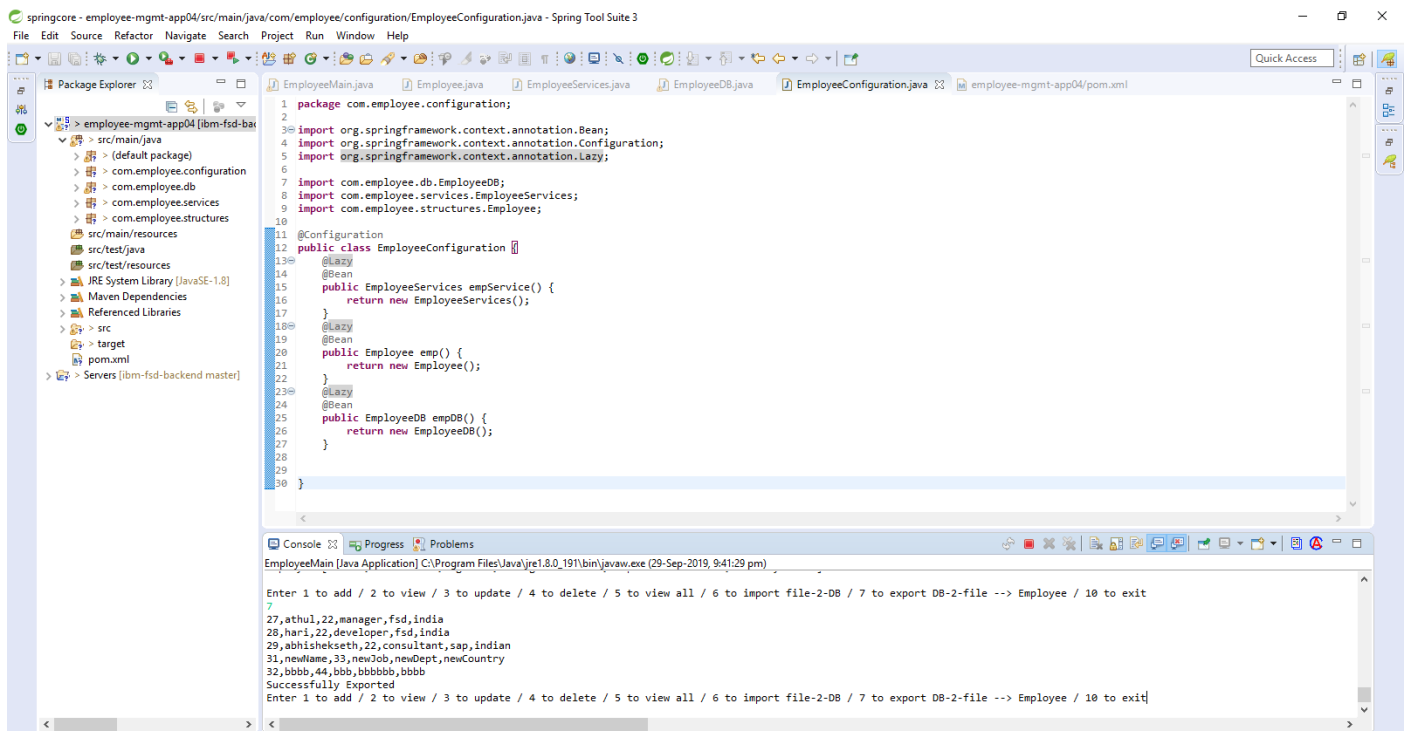 springcore - employee-mgmt-app04/src/main/java/com/employee/configuration/EmployeeConfiguration.java - Spring Tool Suite 3
File Edit Source Refactor Navigate Search Project Run Window Help
Quick Access
Package Explorer
> employee-mgmt-app04 [ibm-fsd-bac
> src/main/java
> (default package)
> com.employee.configuration
> com.employee.db
> com.employee.services
> com.employee.structures
src/main/resources
src/test/java
src/test/resources
JRE System Library [JavaSE-1.8]
Maven Dependencies
Referenced Libraries
> src
> target
pom.xml
> Servers [ibm-fsd-backend master]
EmployeeMain.java Employee.java EmployeeServices.java EmployeeDB.java EmployeeConfiguration.java employee-mgmt-app04/pom.xml
1 package com.employee.configuration;
2
3 import org.springframework.context.annotation.Bean;
4 import org.springframework.context.annotation.Configuration;
5 import org.springframework.context.annotation.Lazy;
6
7 import com.employee.db.EmployeeDB;
8 import com.employee.services.EmployeeServices;
9 import com.employee.structures.Employee;
10
11 @Configuration
12 public class EmployeeConfiguration {
13 @Lazy
14 @Bean
15 public EmployeeServices empService() {
16 return new EmployeeServices();
17 }
18 @Lazy
19 @Bean
20 public Employee emp() {
21 return new Employee();
22 }
23 @Lazy
24 @Bean
25 public EmployeeDB empDB() {
26 return new EmployeeDB();
27 }
28
29
30 }
Console Progress Problems
EmployeeMain [Java Application] C:\Program Files\Java\jre1.8.0_191\bin\javaw.exe (29-Sep-2019, 9:41:29 pm)
Enter 1 to add / 2 to view / 3 to update / 4 to delete / 5 to view all / 6 to import file-2-DB / 7 to export DB-2-file --> Employee / 10 to exit
7
27,athul,22,manager,fsd,india
28,hari,22,developer,fsd,india
29,abhishekseth,22,consultant,sap,indian
31,newName,33,newJob,newDept,newCountry
32,bbbb,44,bbb,bbbbbb,bbbb
Successfully Exported
Enter 1 to add / 2 to view / 3 to update / 4 to delete / 5 to view all / 6 to import file-2-DB / 7 to export DB-2-file --> Employee / 10 to exit